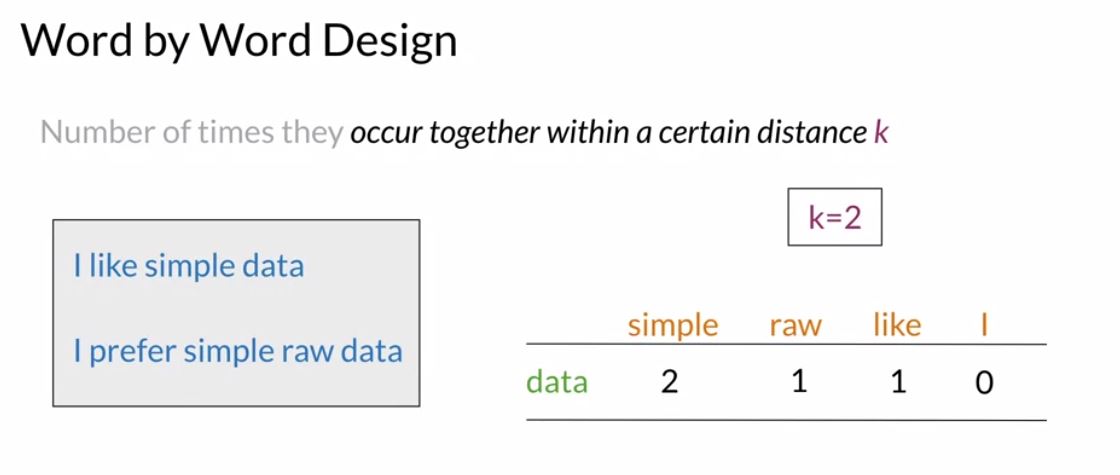 Word by Word Design
Number of times they occur together within a certain distance k
k=2
I like simple data
I prefer simple raw data
simple raw like I
data 2 1 1 0